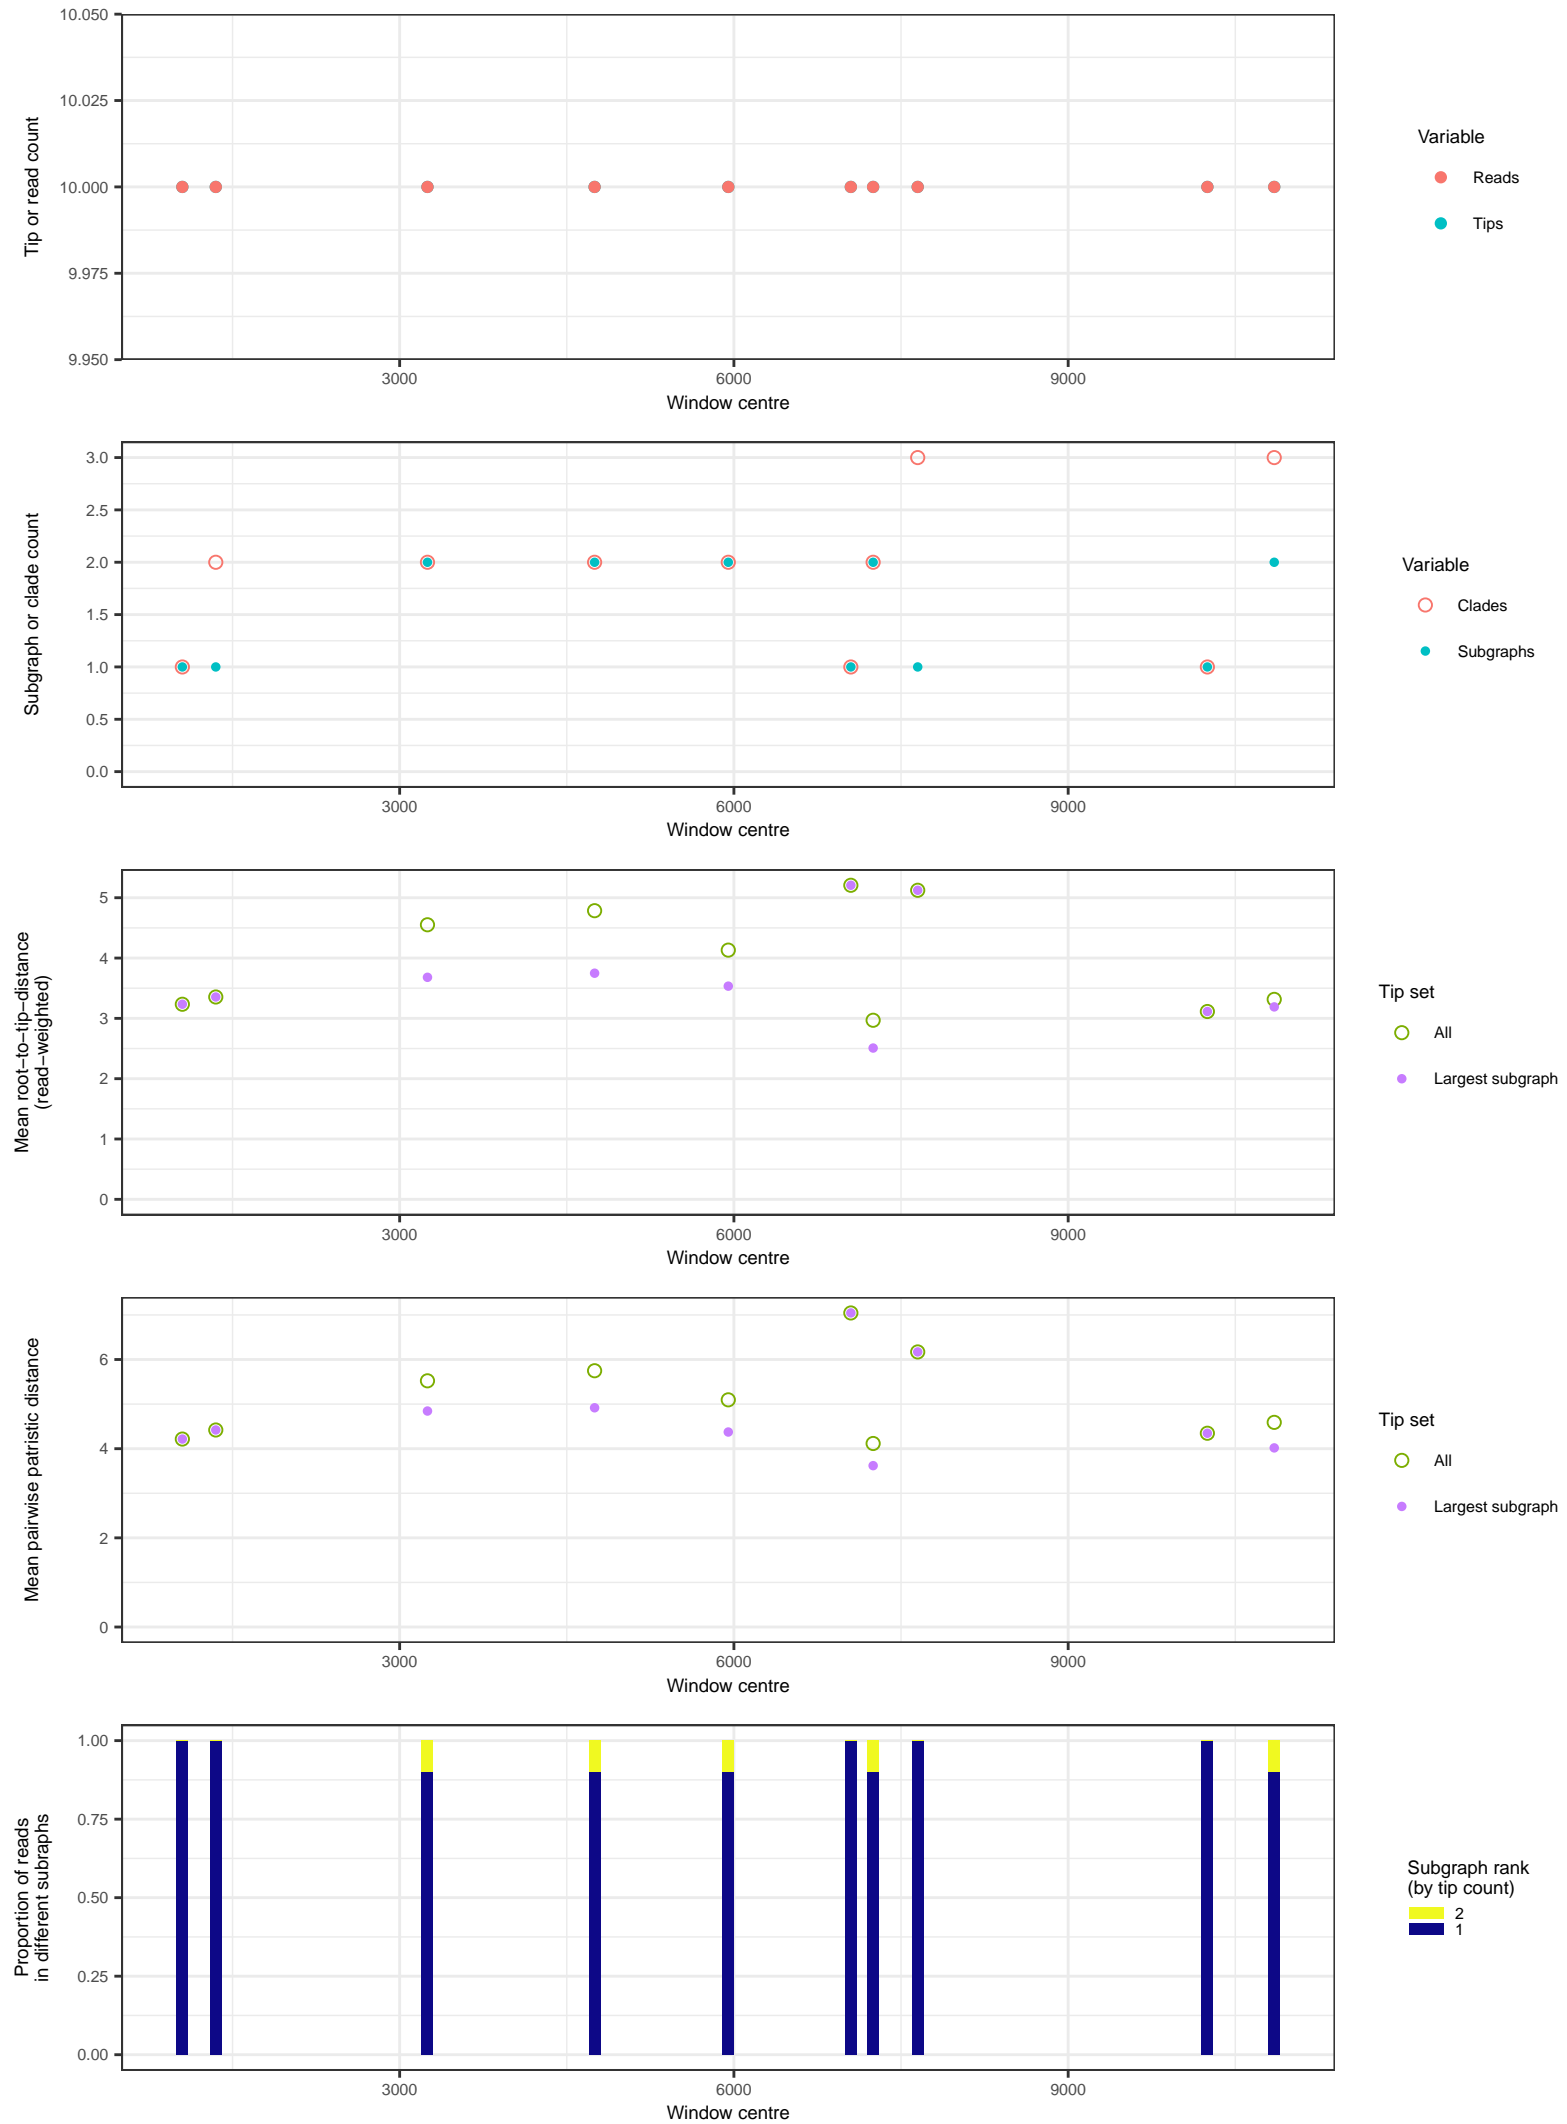 10.050
10.025
10.000
9.975
9.950
Tip or read count
3000 6000 9000
Window centre
Variable
Reads
Tips
3.0
2.5
2.0
1.5
1.0
0.5
0.0
Subgraph or clade count
3000 6000 9000
Window centre
Variable
Clades
Subgraphs
5
4
3
2
1
0
Mean root−to−tip−distance
(read−weighted)
3000 6000 9000
Window centre
Tip set
All
Largest subgraph
6
4
2
0
Mean pairwise patristic distance
3000 6000 9000
Window centre
Tip set
All
Largest subgraph
1.00
0.75
0.50
0.25
0.00
Proportion of reads
in different subraphs
3000 6000 9000
Window centre
Subgraph rank
(by tip count)
2
1